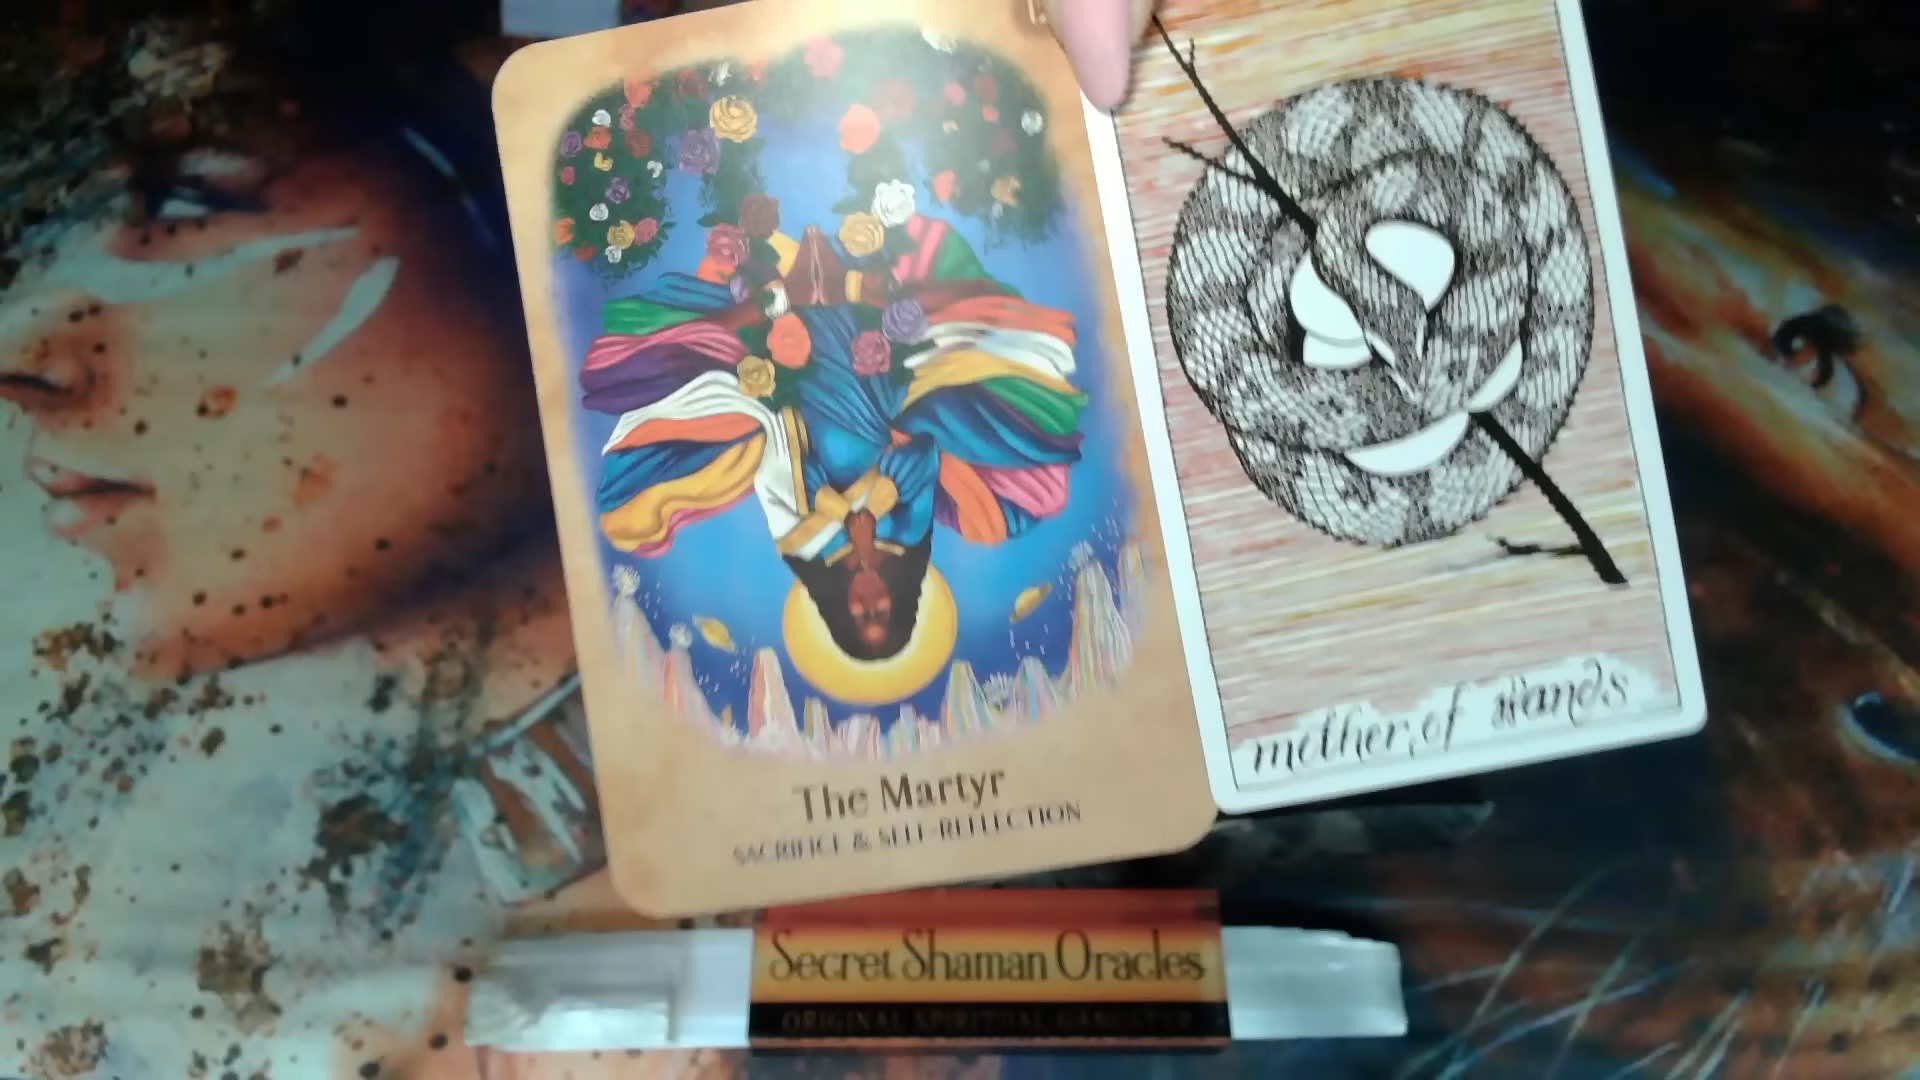 The Martyr
SACRIFICE & SELF-REFLECTION
mother of wands
Secret Shaman Oracles
ORIGINAL SPIRITUAL GANGSTER